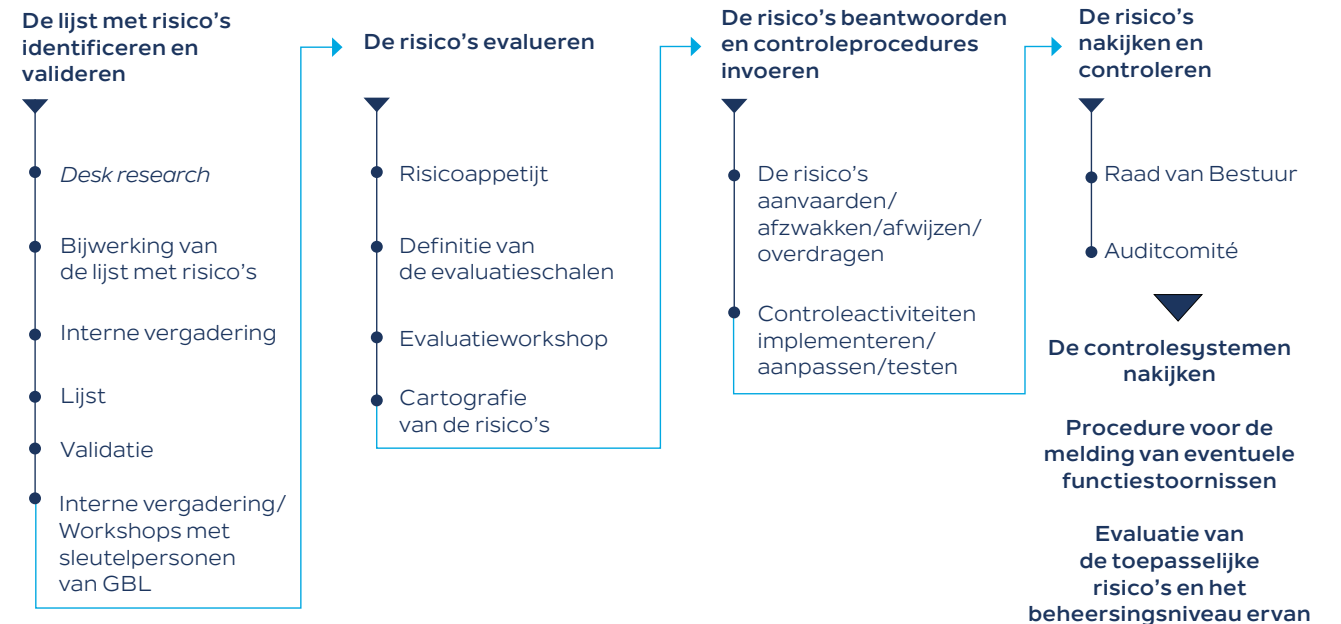 De lijst met risico’s
identificeren en
valideren
Desk research
Bijwerking van
de lijst met risico’s
Interne vergadering
Lijst
Validatie
Interne vergadering/
Workshops met
sleutelpersonen
van GBL
De risico’s evalueren
Risicoappetijt
Definitie van
de evaluatieschalen
Evaluatieworkshop
Cartografie
van de risico’s
De risico’s beantwoorden
en controleprocedures
invoeren
De risico’s
aanvaarden/
afzwakken/afwijzen/
overdragen
Controleactiviteiten
implementeren/
aanpassen/testen
De risico’s
nakijken en
controleren
Raad van Bestuur
Auditcomité
De controlesystemen
nakijken
Procedure voor de
melding van eventuele
functiestoornissen
Evaluatie van
de toepasselijke
risico’s en het
beheersingsniveau ervan